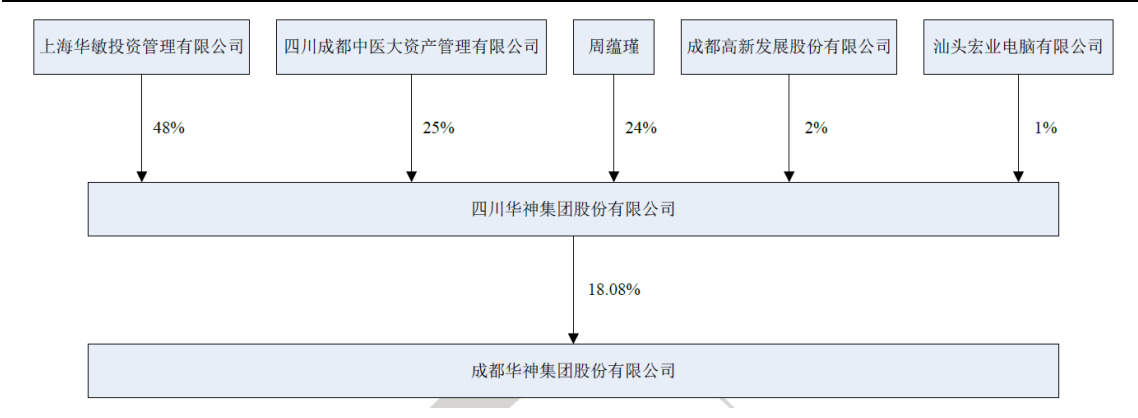 上海华敏投资管理有限公司
四川成都中医大资产管理有限公司
周蕴瑾
成都高新发展股份有限公司
汕头宏业电脑有限公司
48%
25%
24%
2%
1%
四川华神集团股份有限公司
18.08%
成都华神集团股份有限公司